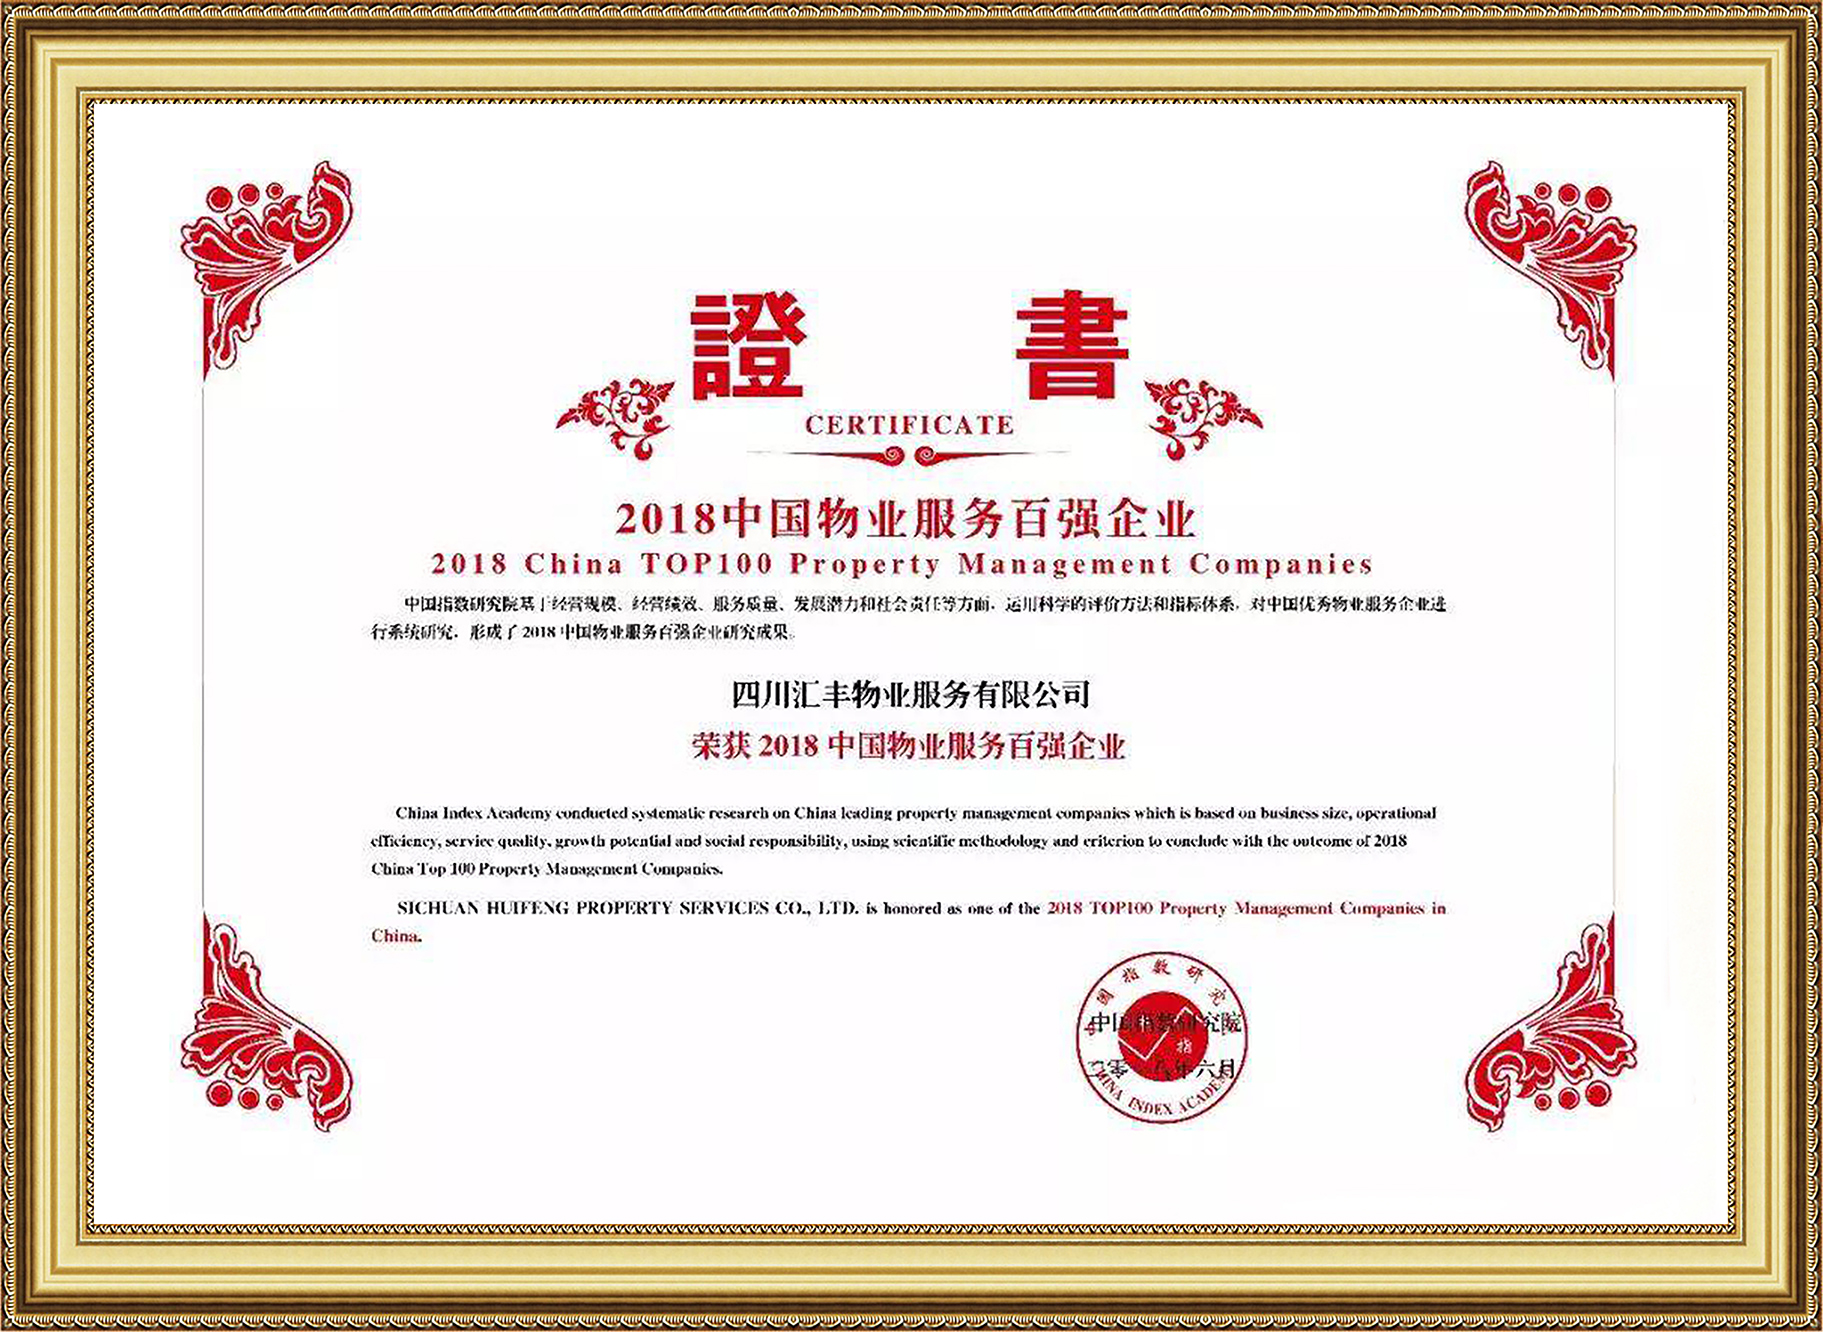 證書
CERTIFICATE
2018中国物业服务百强企业
2018 China TOP100 Property Management Companies
中国指数研究院基于经营规模、经营绩效、服务质量、发展潜力和社会责任等方面，运用科学的评价方法和指标体系，对中国优秀物业服务企业进
行系统研究，形成了 2018 中国物业服务百强企业研究成果。
四川汇丰物业服务有限公司
荣获 2018 中国物业服务百强企业
China Index Academy conducted systematic research on China leading property management companies which is based on business size, operational
efficiency, service quality, growth potential and social responsibility, using scientific methodology and criterion to conclude with the outcome of 2018
China Top 100 Property Management Companies.
SICHUAN HUIFENG PROPERTY SERVICES CO., LTD. is honored as one of the 2018 TOP100 Property Management Companies in
China.
中国指数研究院
中国指数研究院
指
二零一八年六月
CHINA INDEX ACADEMY